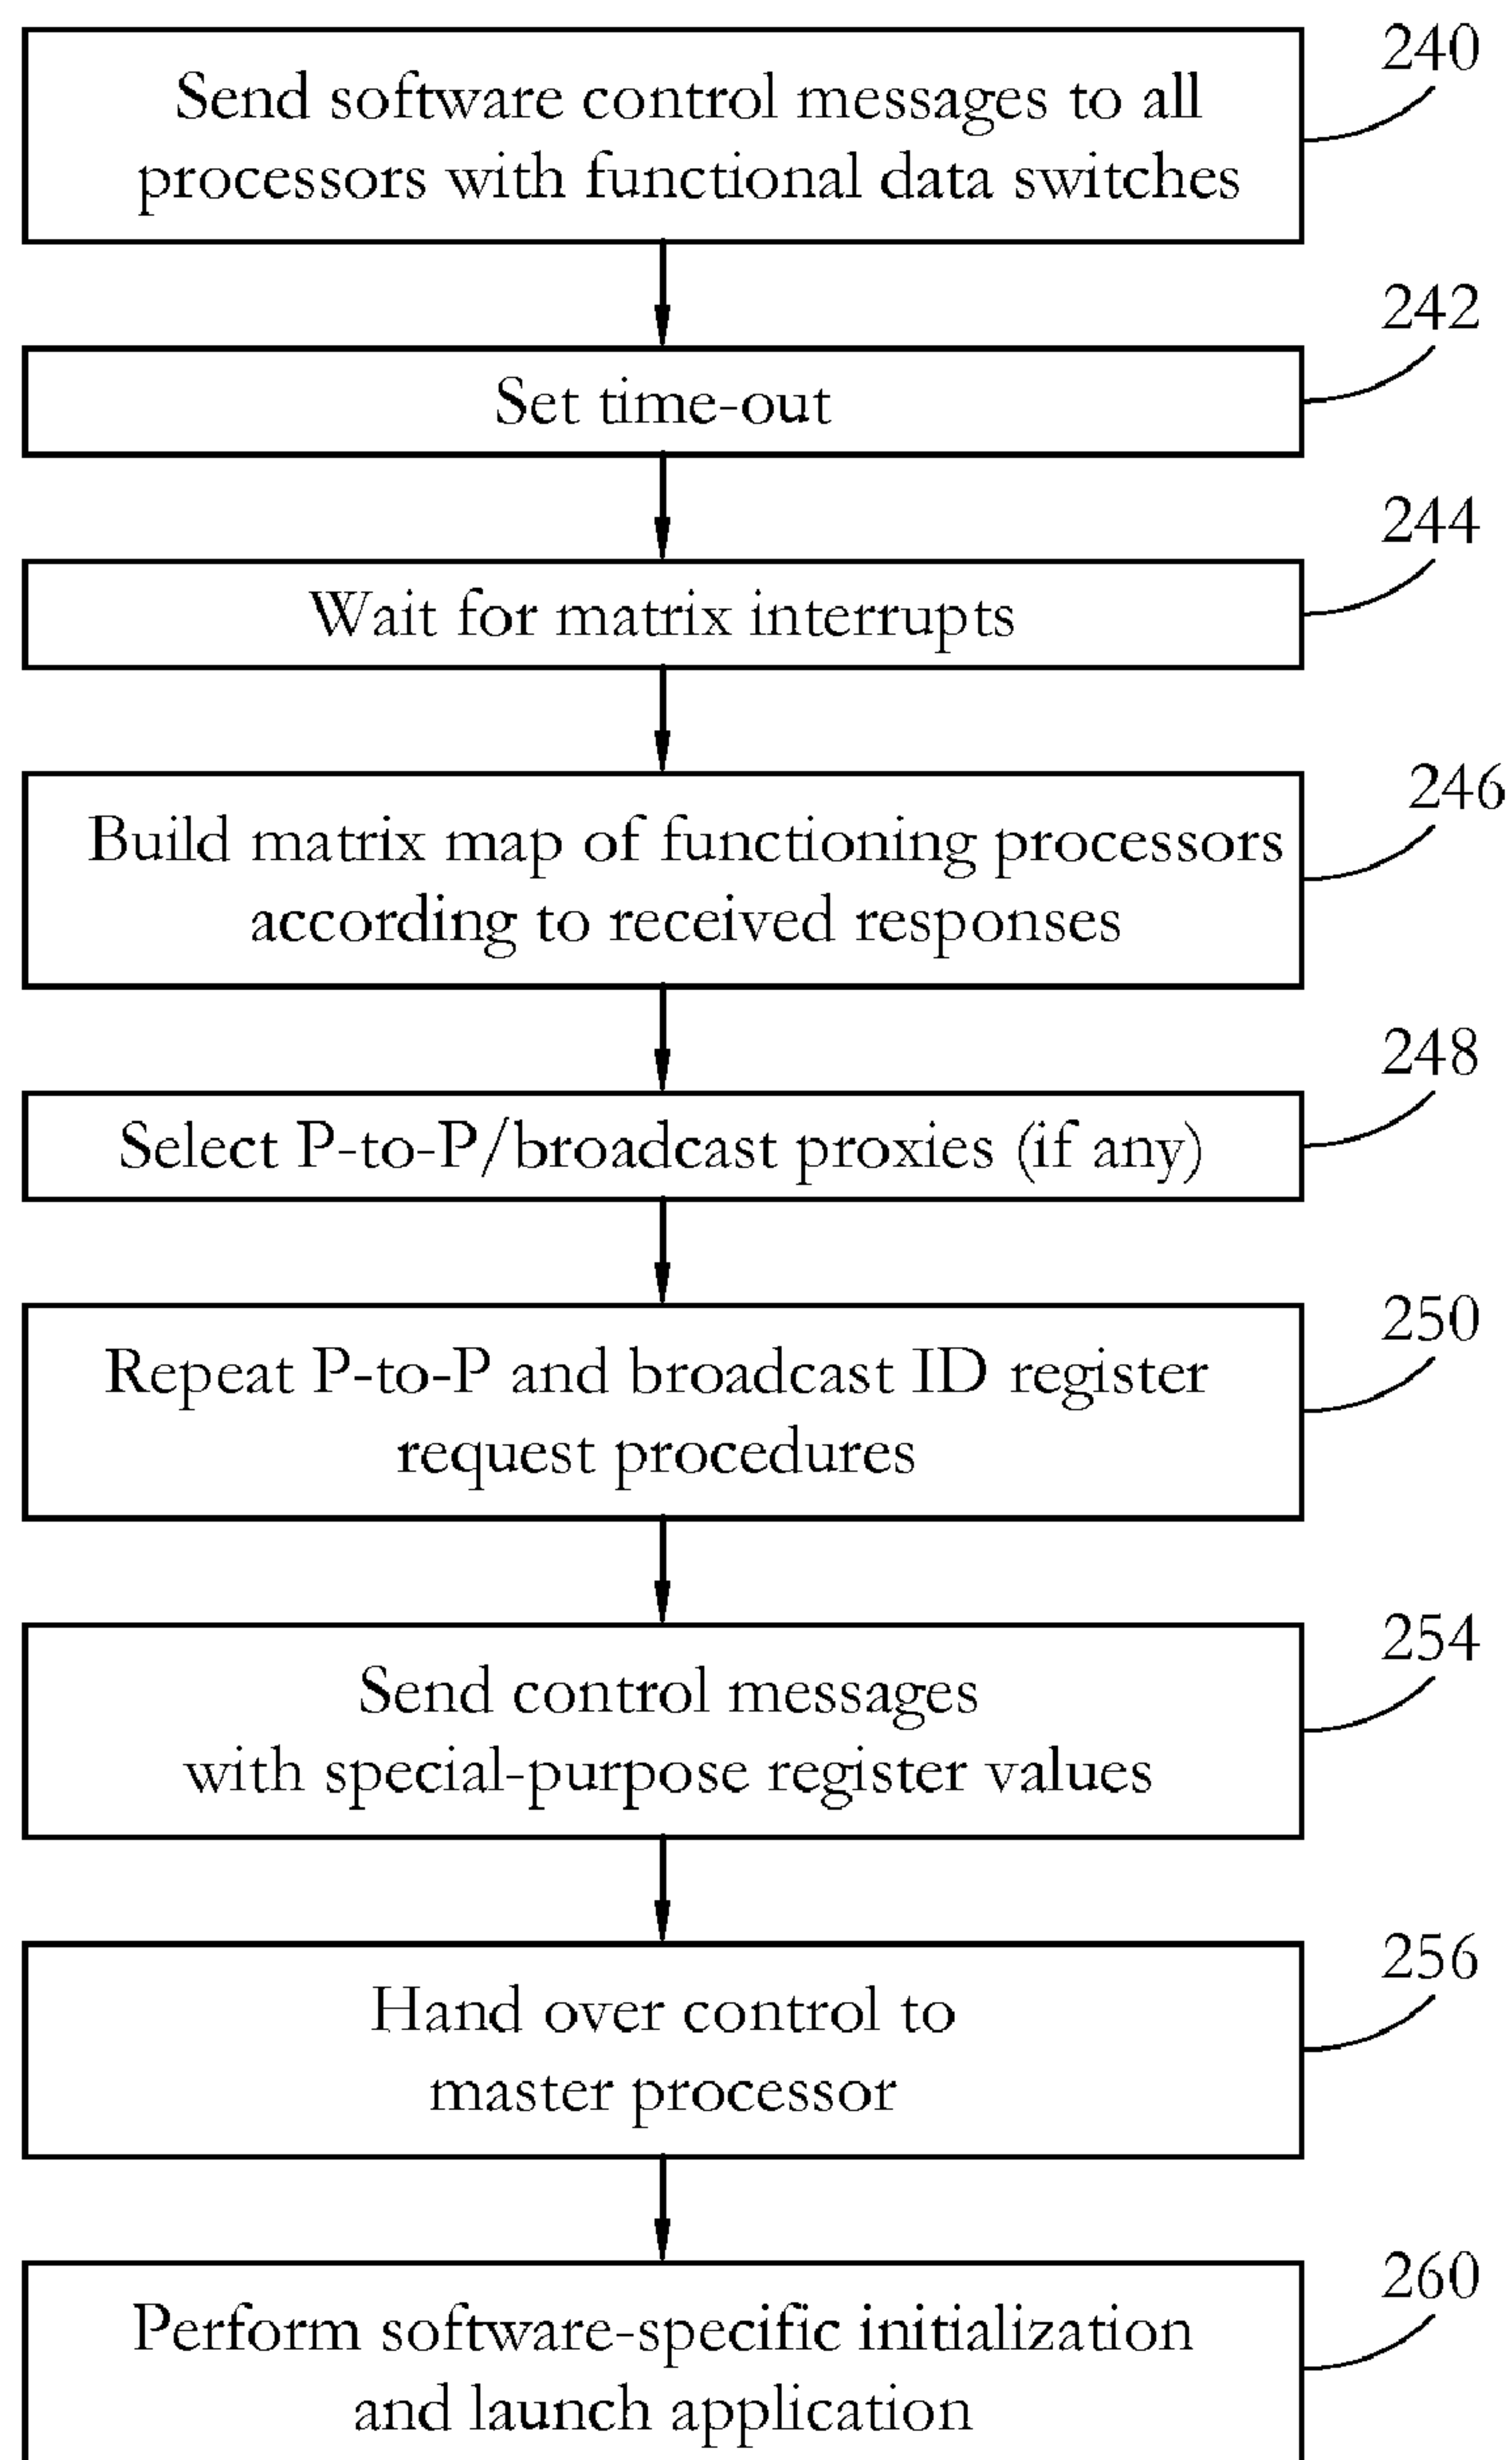 240
Send software control messages to all
processors with functional data switches
242
Set time-out
244
Wait for matrix interrupts
246
Build matrix map of functioning processors
according to received responses
248
Select P-to-P/broadcast proxies (if any)
250
Repeat P-to-P and broadcast ID register
request procedures
254
Send control messages
with special-purpose register values
256
Hand over control to
master processor
260
Perform software-specific initialization
and launch application